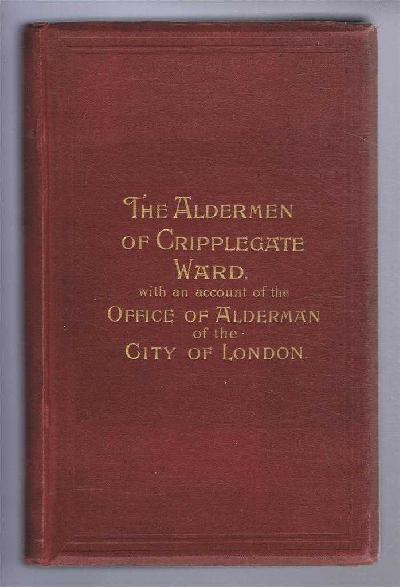 THE ALDERMEN
OF CRIPPLEGATE
WARD.
with an account of the
OFFICE OF ALDERMAN
of the
CITY OF LONDON.